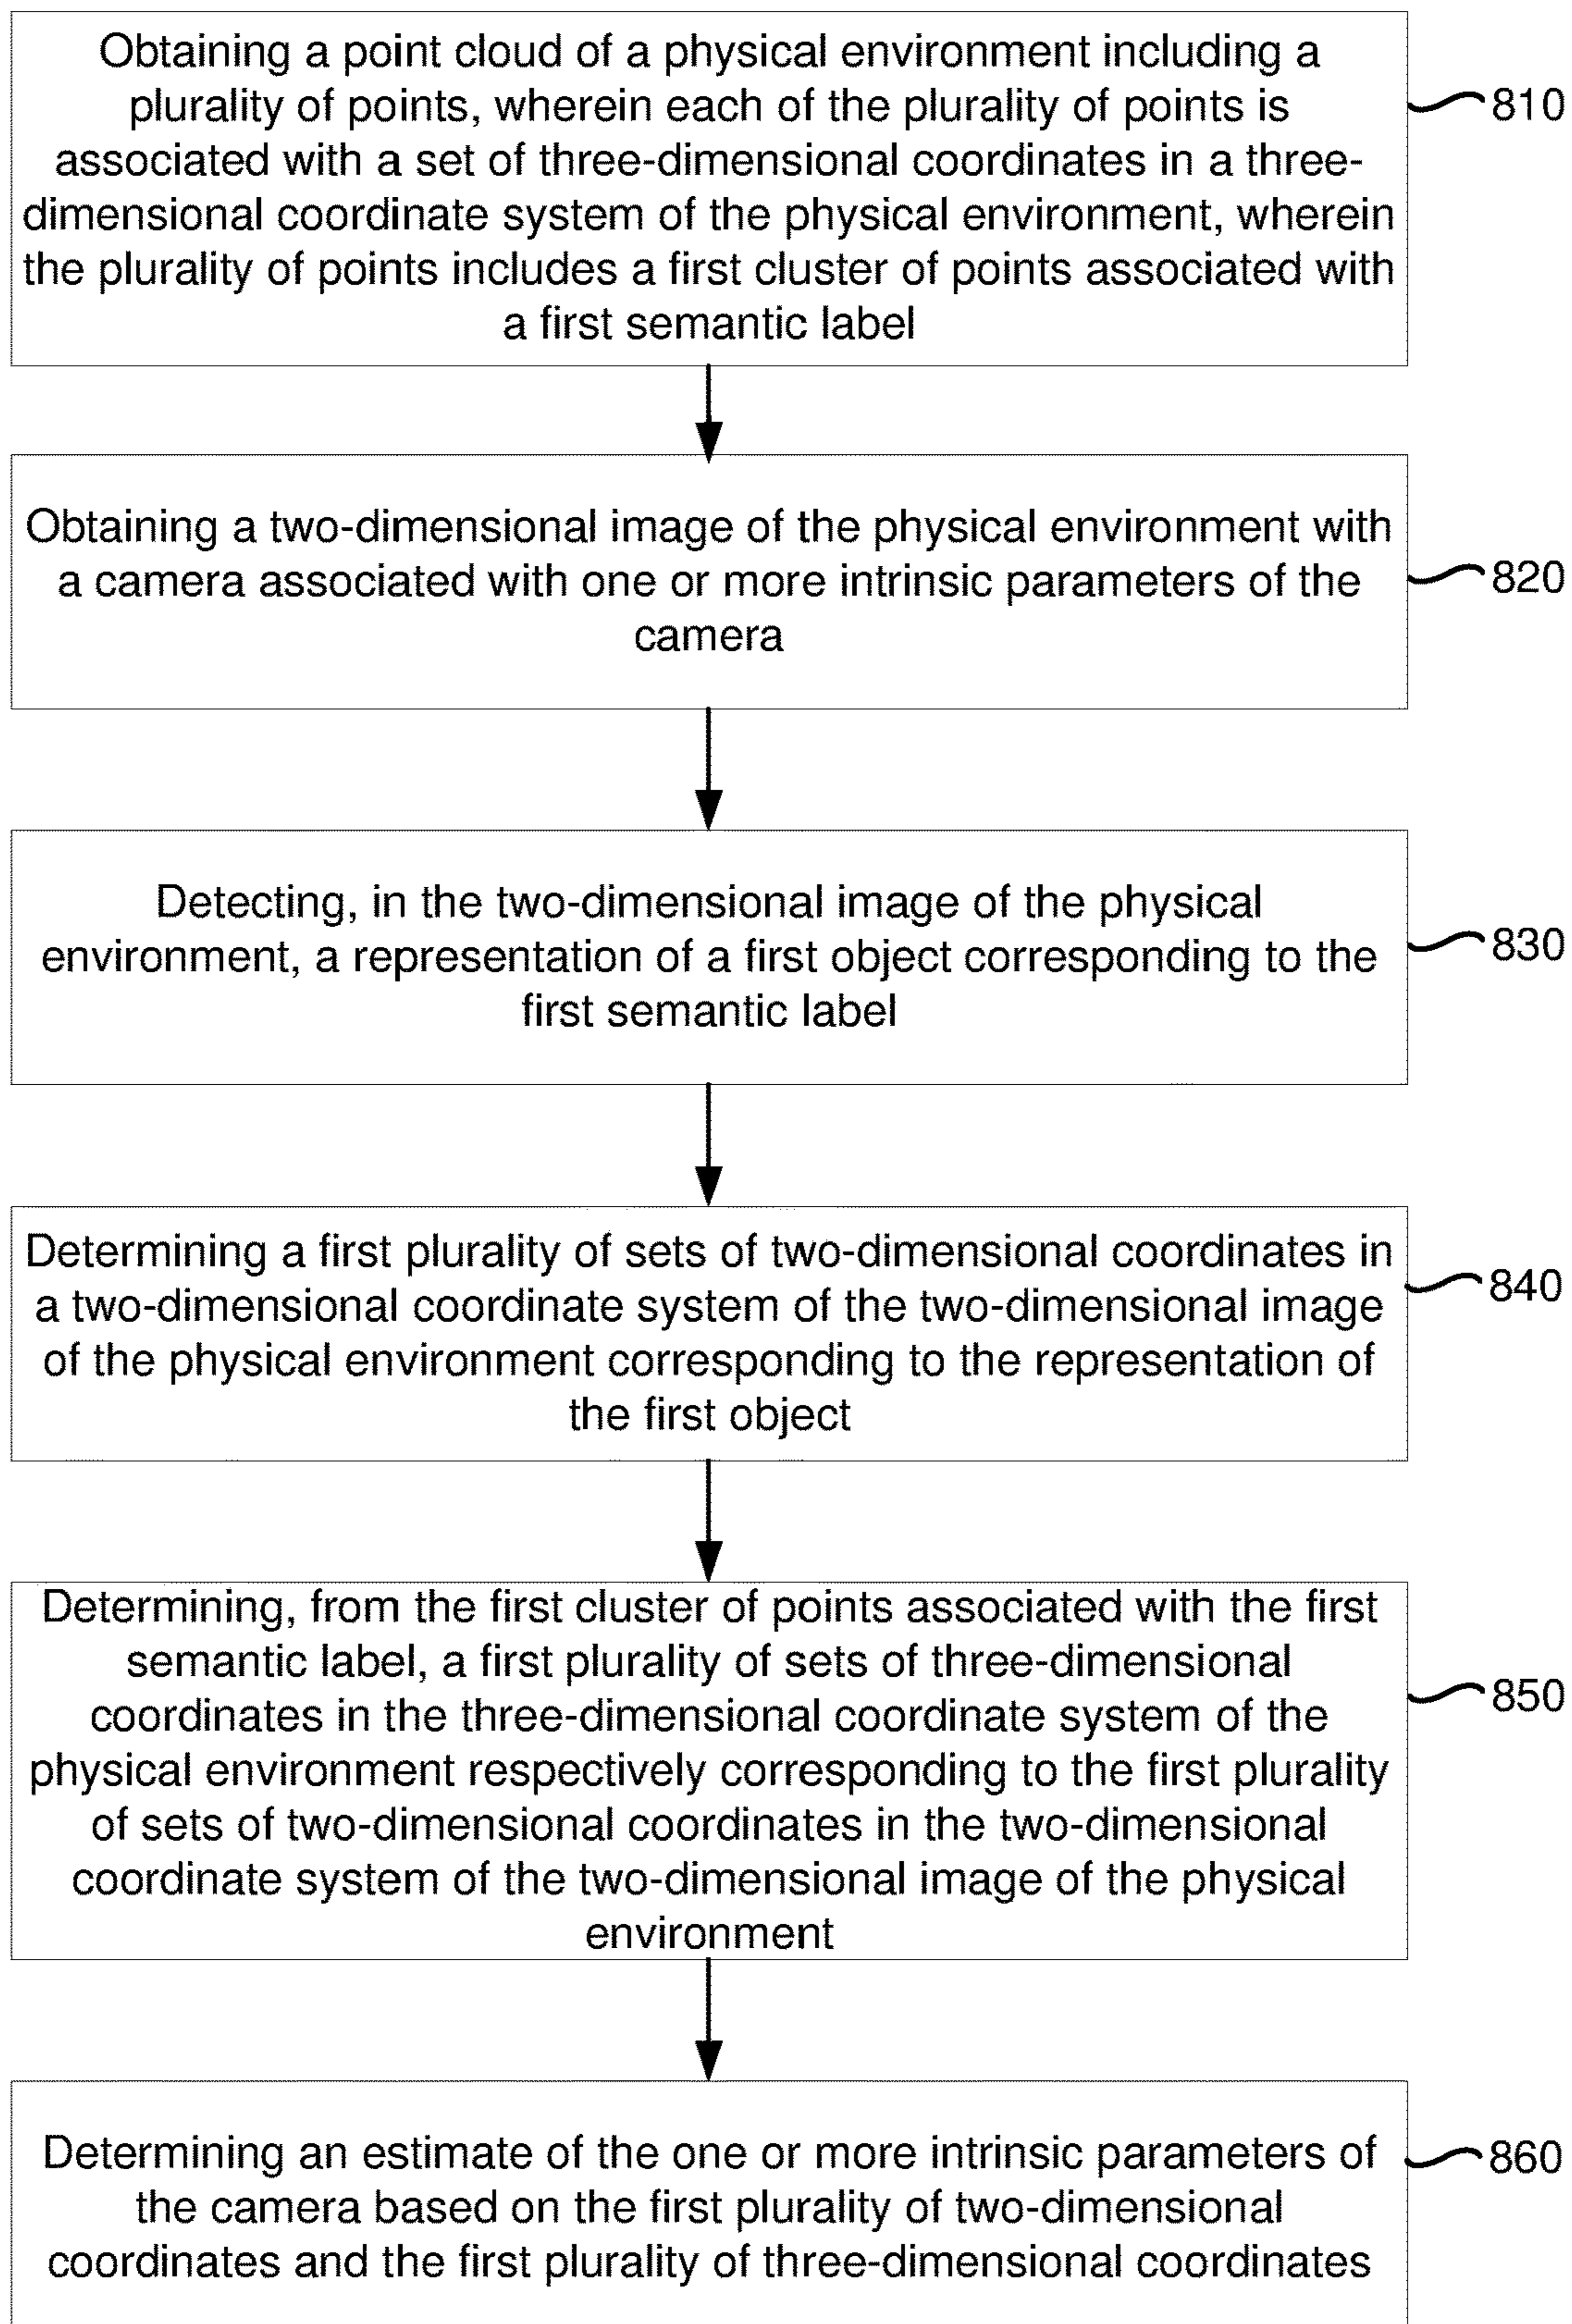 Obtaining a point cloud of a physical environment including a
plurality of points, wherein each of the plurality of points is
associated with a set of three-dimensional coordinates in a three-
dimensional coordinate system of the physical environment, wherein
the plurality of points includes a first cluster of points associated with
a first semantic label
810
Obtaining a two-dimensional image of the physical environment with
a camera associated with one or more intrinsic parameters of the
camera
820
Detecting, in the two-dimensional image of the physical
environment, a representation of a first object corresponding to the
first semantic label
830
Determining a first plurality of sets of two-dimensional coordinates in
a two-dimensional coordinate system of the two-dimensional image
of the physical environment corresponding to the representation of
the first object
840
Determining, from the first cluster of points associated with the first
semantic label, a first plurality of sets of three-dimensional
coordinates in the three-dimensional coordinate system of the
physical environment respectively corresponding to the first plurality
of sets of two-dimensional coordinates in the two-dimensional
coordinate system of the two-dimensional image of the physical
environment
850
Determining an estimate of the one or more intrinsic parameters of
the camera based on the first plurality of two-dimensional
coordinates and the first plurality of three-dimensional coordinates
860